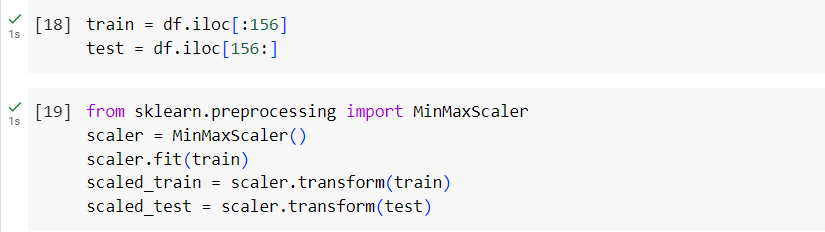 [18] train = df.iloc[:156]
1s
test = df.iloc[156:]
[19] from sklearn.preprocessing import MinMaxScaler
1s
scaler = MinMaxScaler()
scaler.fit(train)
scaled_train = scaler.transform(train)
scaled_test = scaler.transform(test)